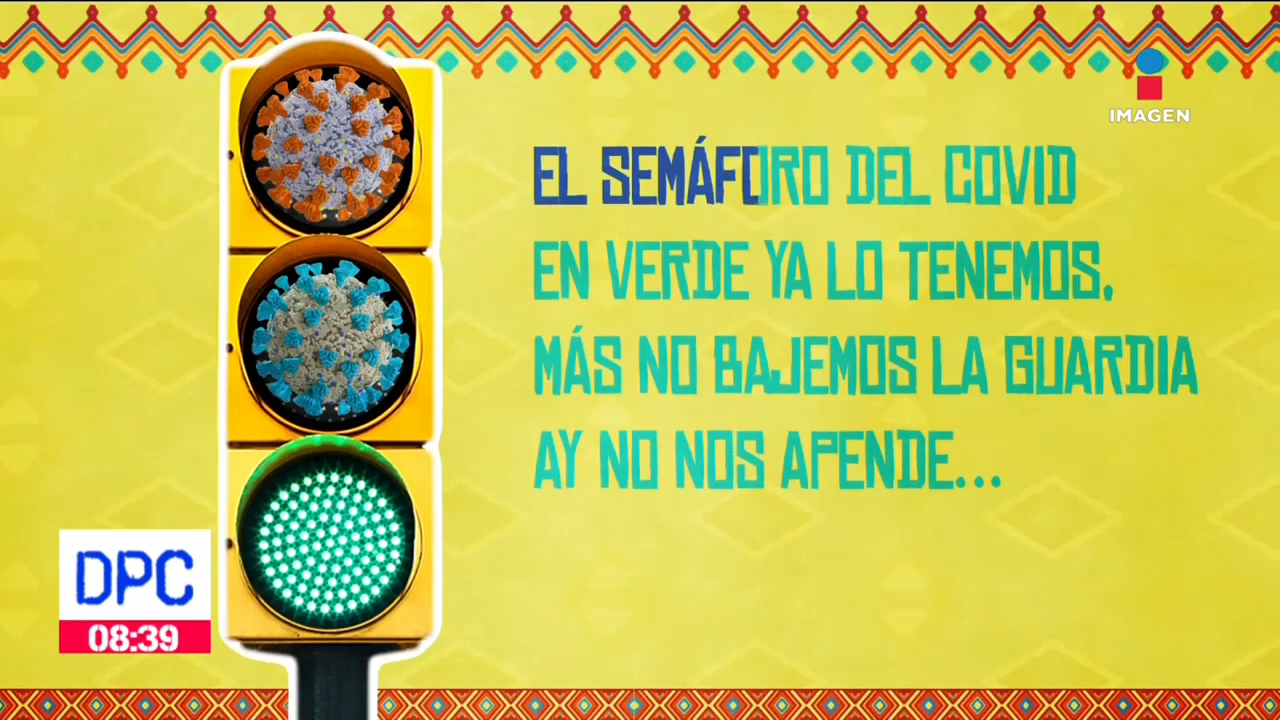 IMAGEN
EL SEMÁFORO DEL COVID
EN VERDE YA LO TENEMOS.
MÁS NO BAJEMOS LA GUARDIA
AY NO NOS APENDE...
DPC
08:39